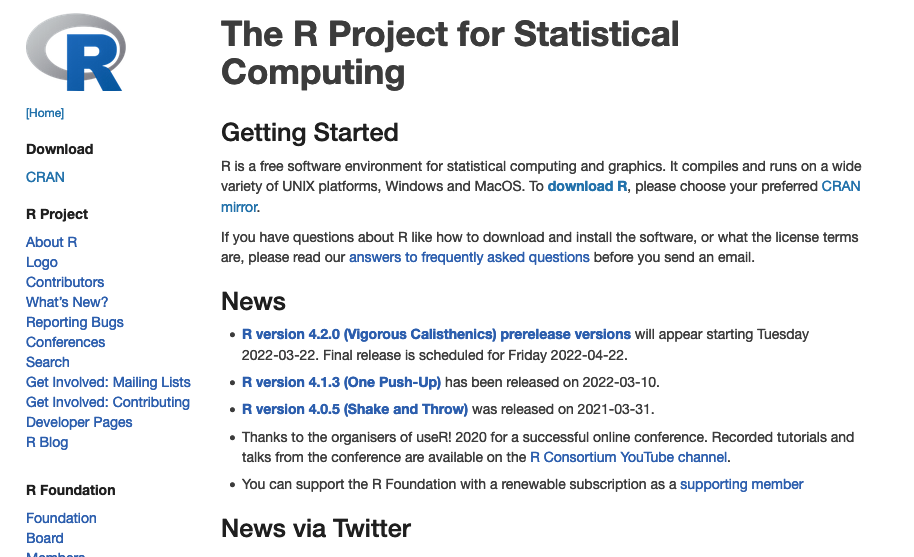 R
[Home]
Download
CRAN
R Project
About R
Logo
Contributors
What's New?
Reporting Bugs
Conferences
Search
Get Involved: Mailing Lists
Get Involved: Contributing
Developer Pages
R Blog
R Foundation
Foundation
Board
Members
The R Project for Statistical
Computing
Getting Started
R is a free software environment for statistical computing and graphics. It compiles and runs on a wide
variety of UNIX platforms, Windows and MacOS. To download R, please choose your preferred CRAN
mirror.
If you have questions about R like how to download and install the software, or what the license terms
are, please read our answers to frequently asked questions before you send an email.
News
• R version 4.2.0 (Vigorous Calisthenics) prerelease versions will appear starting Tuesday
2022-03-22. Final release is scheduled for Friday 2022-04-22.
• R version 4.1.3 (One Push-Up) has been released on 2022-03-10.
• R version 4.0.5 (Shake and Throw) was released on 2021-03-31.
• Thanks to the organisers of useR! 2020 for a successful online conference. Recorded tutorials and
talks from the conference are available on the R Consortium YouTube channel.
• You can support the R Foundation with a renewable subscription as a supporting member
News via Twitter